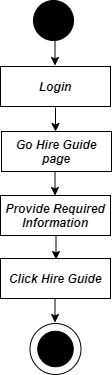 Login
Go Hire Guide
page
Provide Required
Information
Click Hire Guide